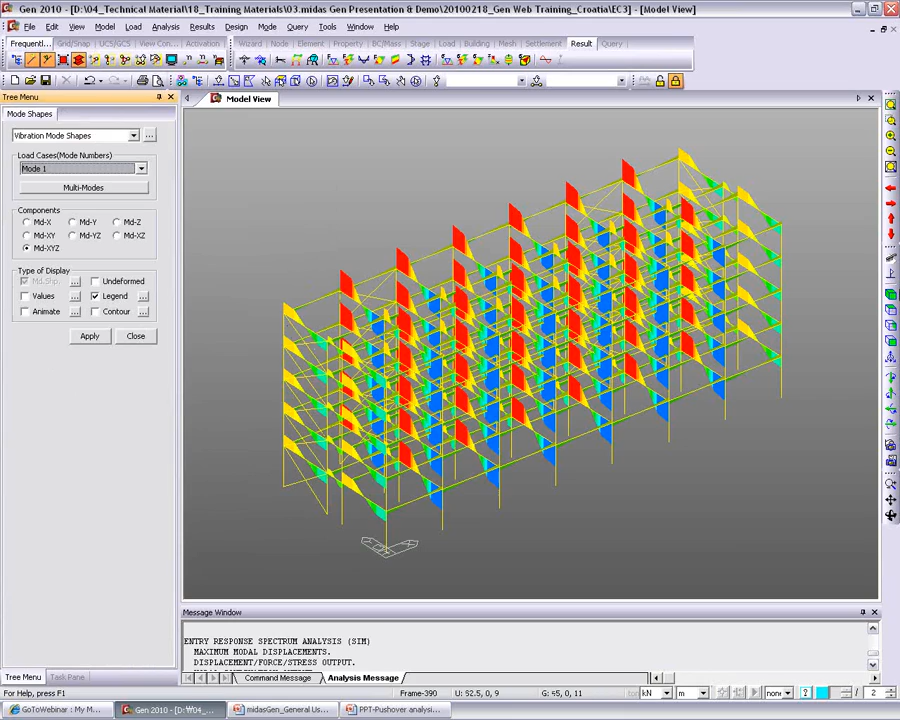 Gen 2010 - [D:\04_Technical Material\18_Training Materials\03.midas Gen Presentation & Demo\20100218_Gen Web Training_Croatia\EC3] - [Model View]
File Edit View Model Load Analysis Results Design Mode Query Tools Window Help
Frequentl... Grid/Snap UCS/GCS View Con... Activation Wizard Node Element Property BC/Mass Stage Load Building Mesh Settlement Result Query
Tree Menu
Model View
Mode Shapes
Vibration Mode Shapes
...
Load Cases(Mode Numbers)
Mode 1
Multi-Modes
Components
Md-X Md-Y Md-Z
Md-XY Md-YZ Md-XZ
Md-XYZ
Type of Display
Md.Shp. ... Undeformed
Values ... Legend ...
Animate ... Contour ...
Apply Close
Message Window
ENTRY RESPONSE SPECTRUM ANALYSIS (SIM)
MAXIMUM MODAL DISPLACEMENTS.
DISPLACEMENT/FORCE/STRESS OUTPUT.
Tree Menu Task Pane
Command Message Analysis Message
For Help, press F1 Frame-390 U: 52.5, 0, 9 G: 45, 0, 11 kN m none ? / 2
GoToWebinar : My M... Gen 2010 - [D:\04_... midasGen_General Us... PPT-Pushover analysi...